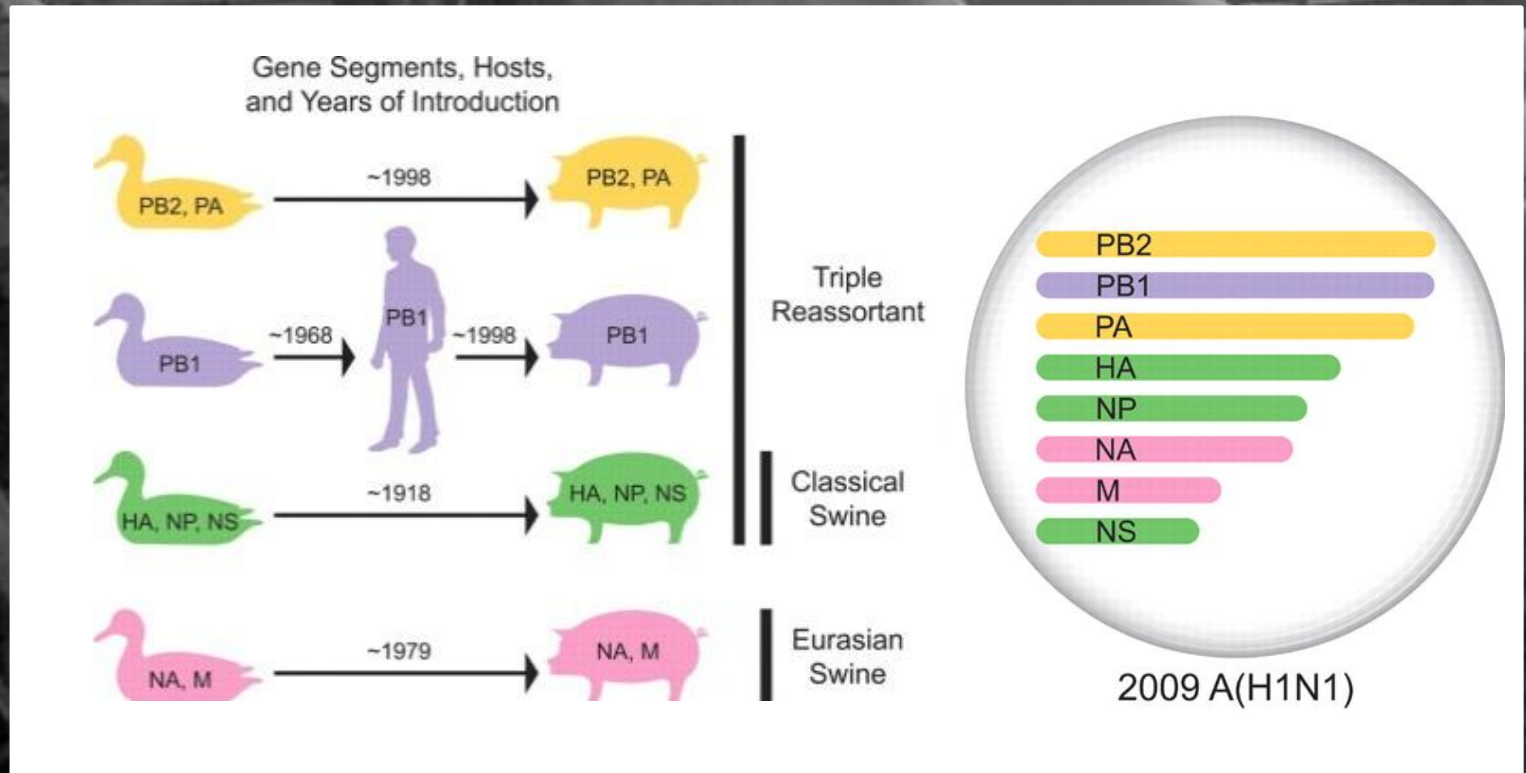 Gene Segments, Hosts,
and Years of Introduction
PB2, PA
~1998
PB2, PA
PB1
~1968
PB1
~1998
PB1
Triple
Reassortant
HA, NP, NS
~1918
HA, NP, NS
Classical
Swine
NA, M
~1979
NA, M
Eurasian
Swine
PB2
PB1
PA
HA
NP
NA
M
NS
2009 A(H1N1)